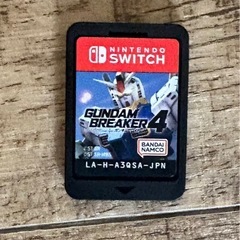 NINTENDO
SWITCH
GUNDAM
BREAKER 4
BANDAI
NAMCO
LA-H-A3QSA-JPN